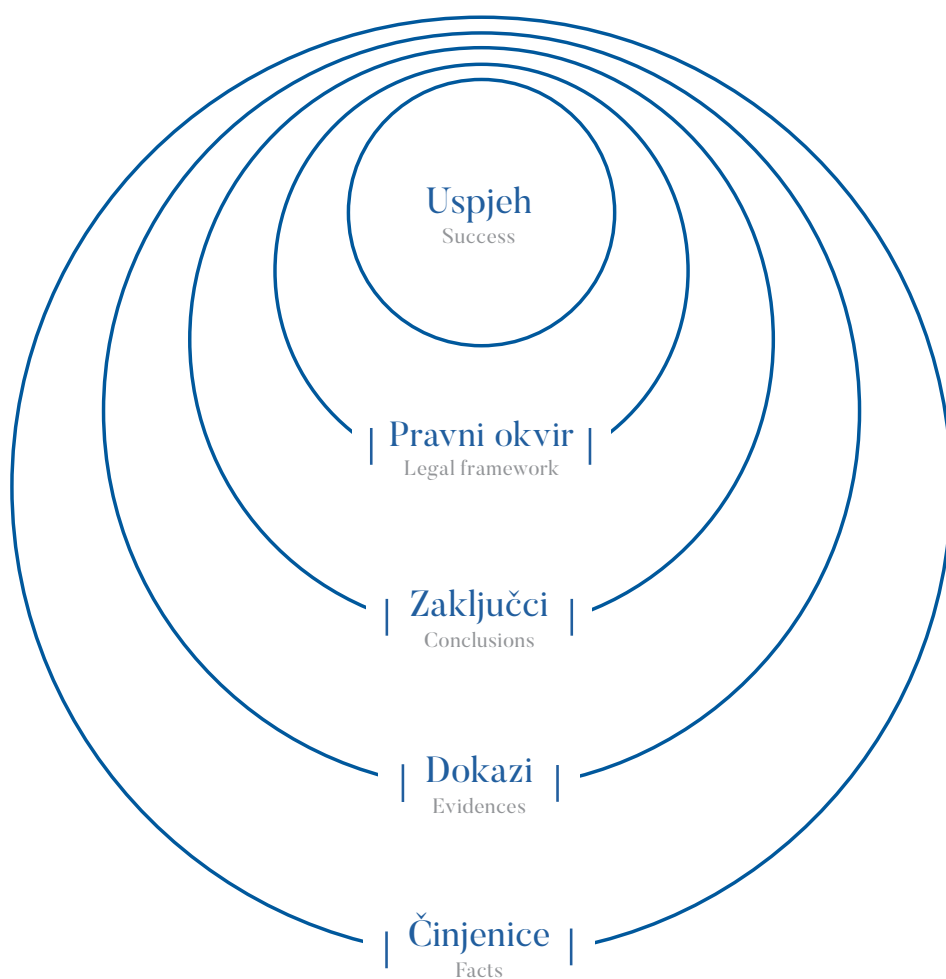 Uspjeh
Success
Pravni okvir
Legal framework
Zaključci
Conclusions
Dokazi
Evidences
Činjenice
Facts